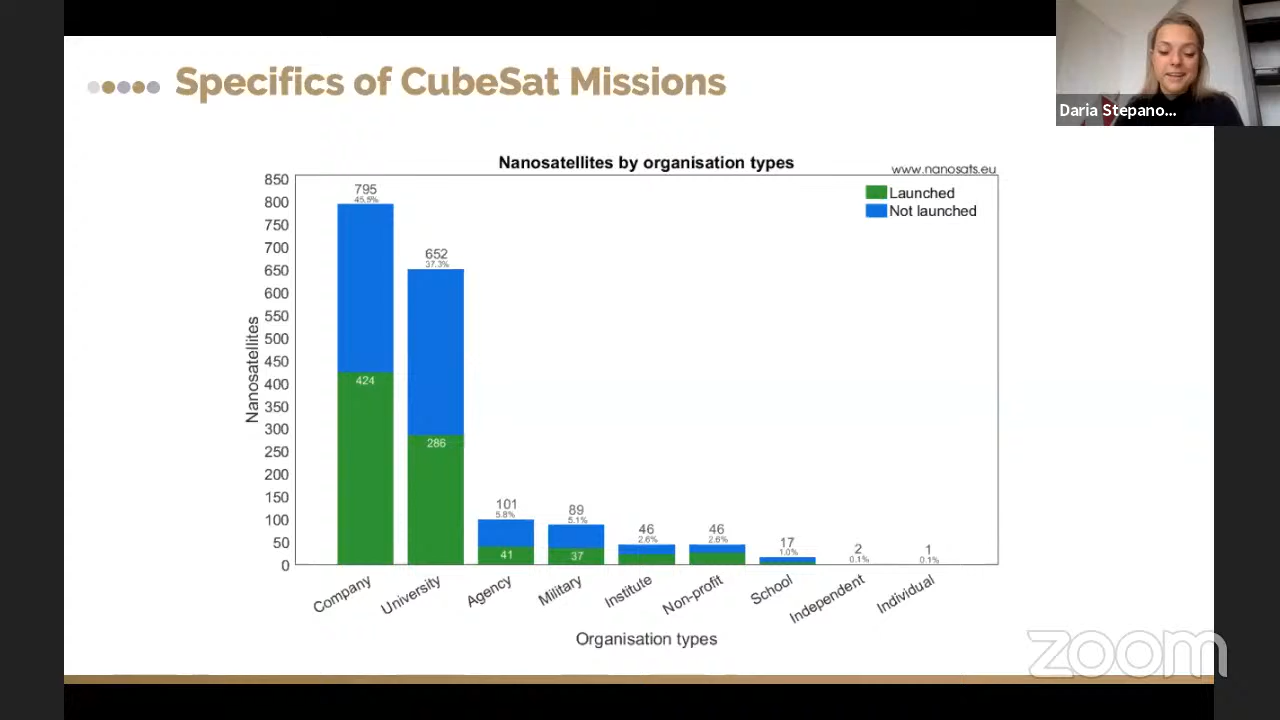 Specifics of CubeSat Missions
Daria Stepano...
Nanosatellites by organisation types
www.nanosats.eu
Launched
Not launched
850
800
750
700
650
600
550
500
450
400
350
300
250
200
150
100
50
0
Nanosatellites
795
45.5%
424
652
37.3%
286
101
5.8%
41
89
5.1%
37
46
2.6%
46
2.6%
17
1.0%
2
0.1%
1
0.1%
Company
University
Agency
Military
Institute
Non-profit
School
Independent
Individual
Organisation types
zoom